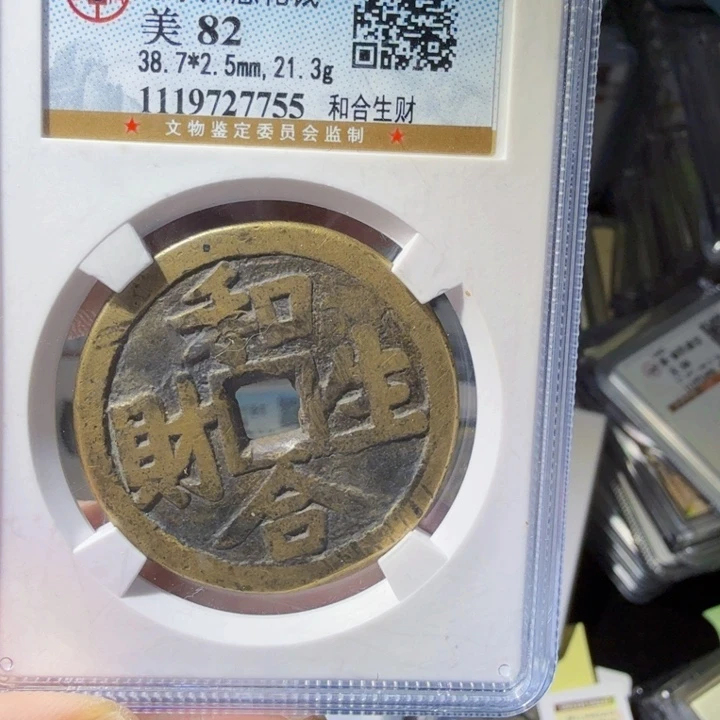 美 82
38.7*2.5mm,21.3g
1119727755 和合生财
文物鉴定委员会监制
和
合
生
財